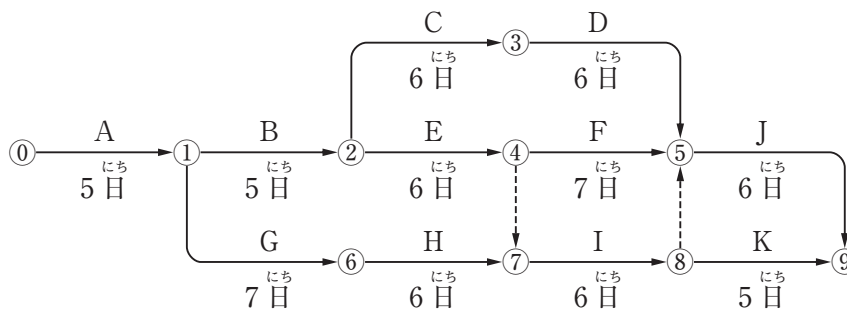 C D
③
にち にち
6日 6日
A B E F J
⓪ ① ② ④ ⑤
にち にち にち にち にち
5日 5日 6日 7日 6日
G H I K
⑥ ⑦ ⑧ ⑨
にち にち にち にち
7日 6日 6日 5日